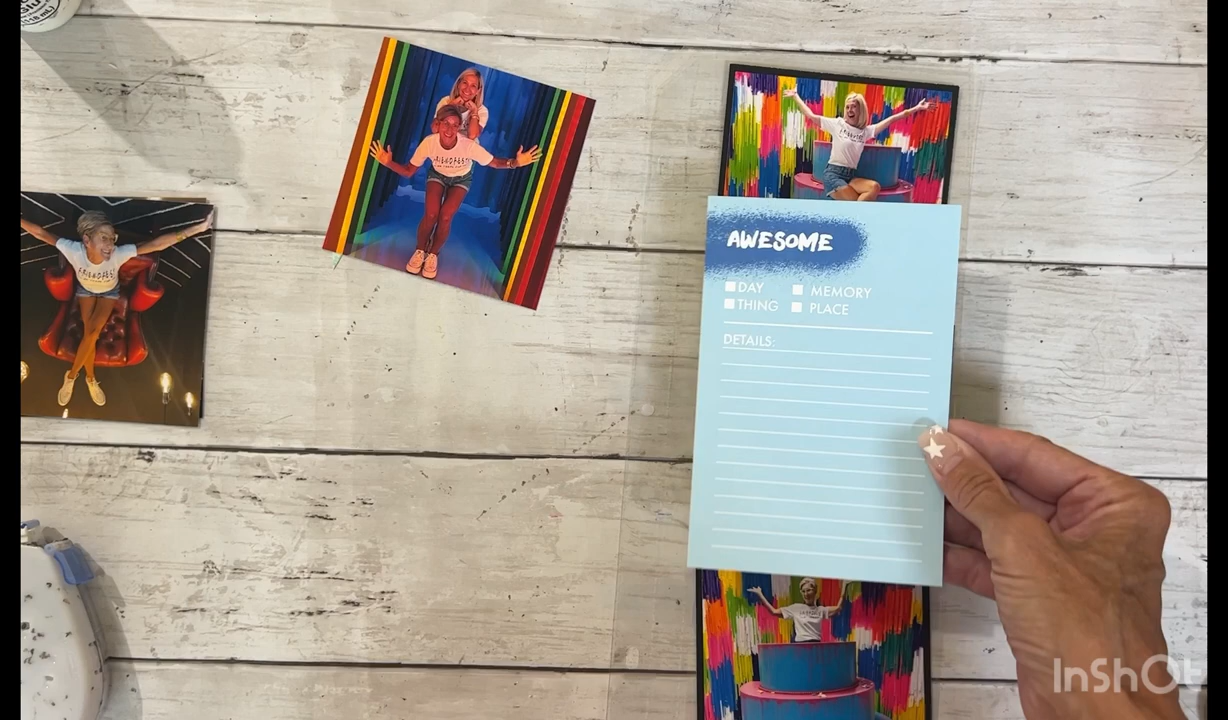 AWESOME
DAY
MEMORY
THING
PLACE
DETAILS:
InShOt